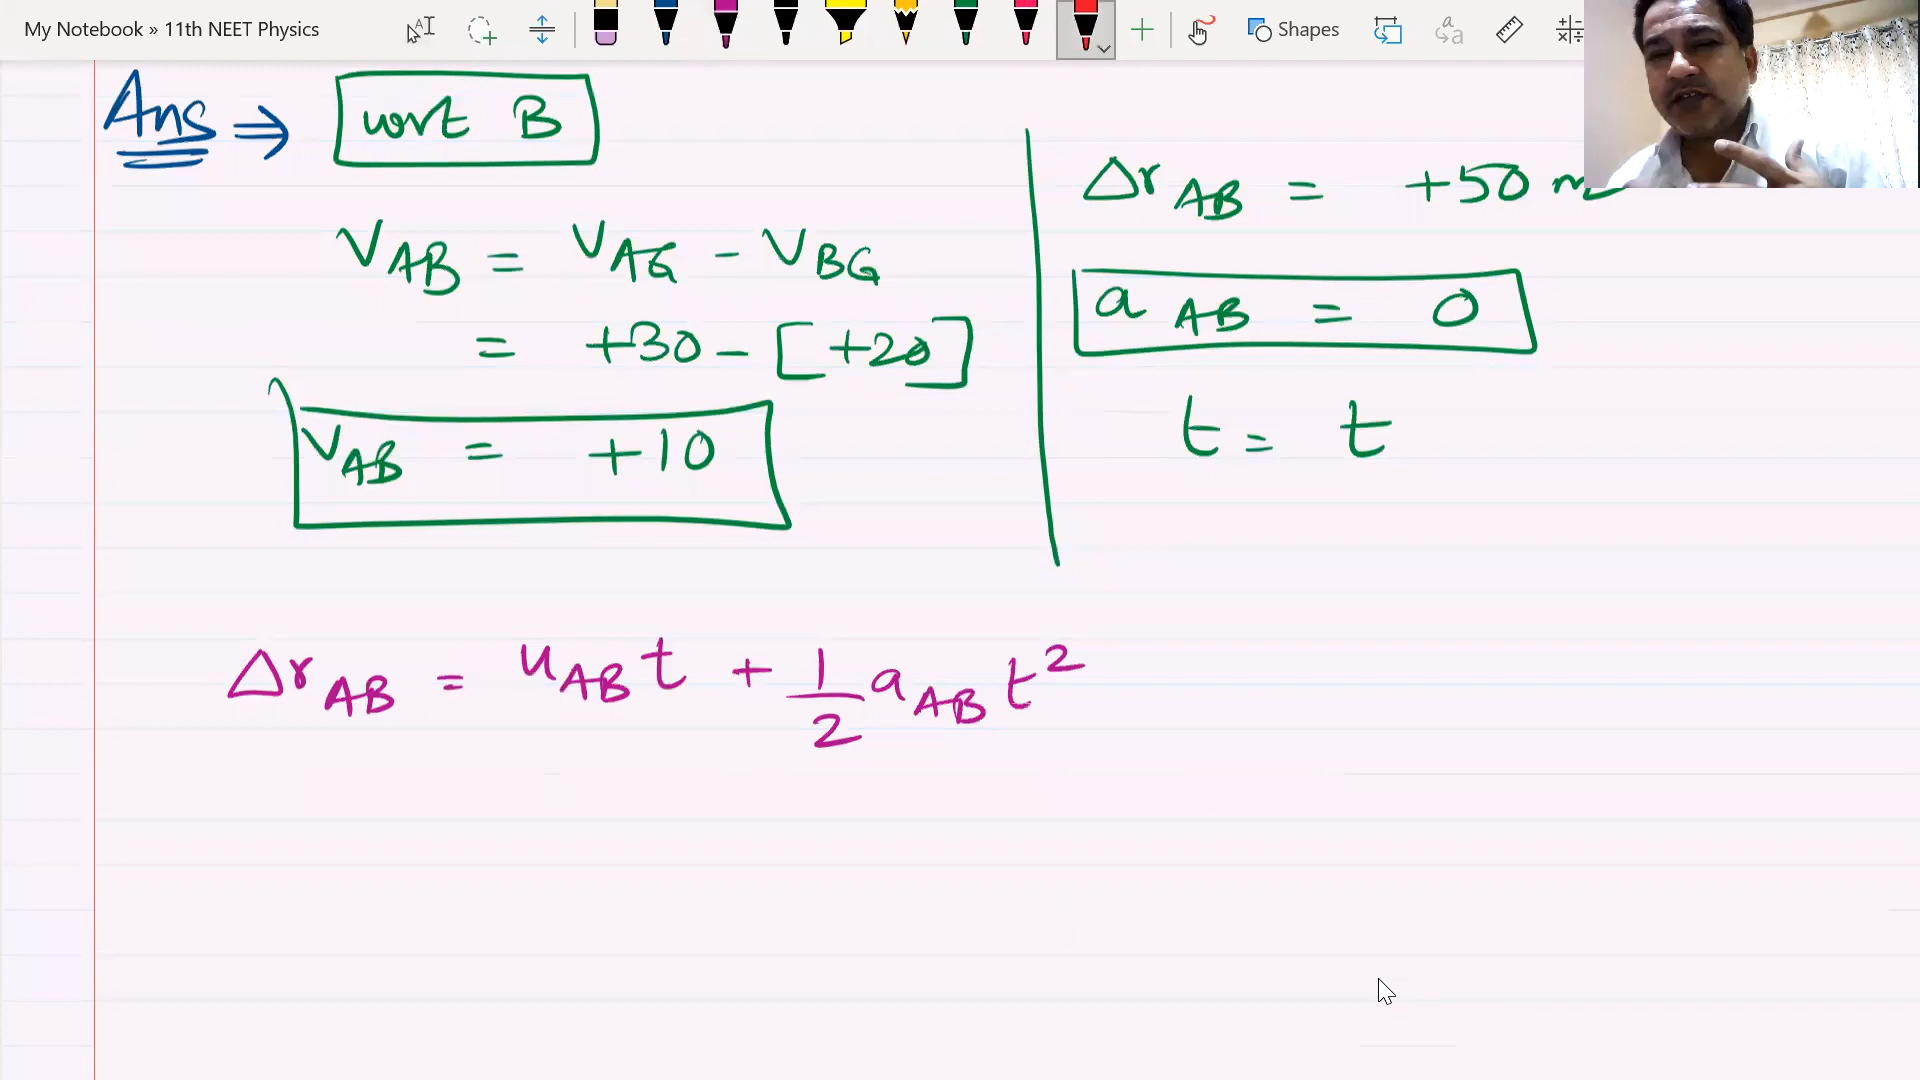 My Notebook » 11th NEET Physics
Shapes
Ans ⇒ wrt B
V_AB = V_AG - V_BG
= +30 - [+20]
V_AB = +10
Δr_AB = +50 m
a_AB = 0
t = t
Δr_AB = u_AB t + 1/2 a_AB t²